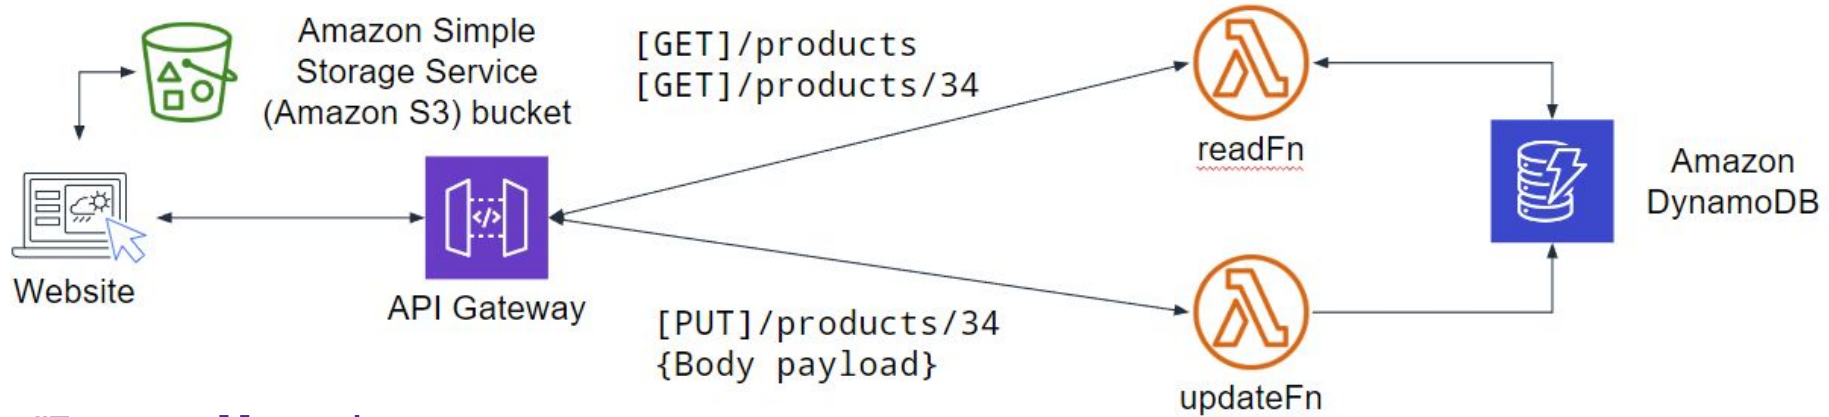 Amazon Simple
Storage Service
(Amazon S3) bucket
[GET]/products
[GET]/products/34
readFn
Amazon
DynamoDB
</>
Website
API Gateway
[PUT]/products/34
{Body payload}
updateFn